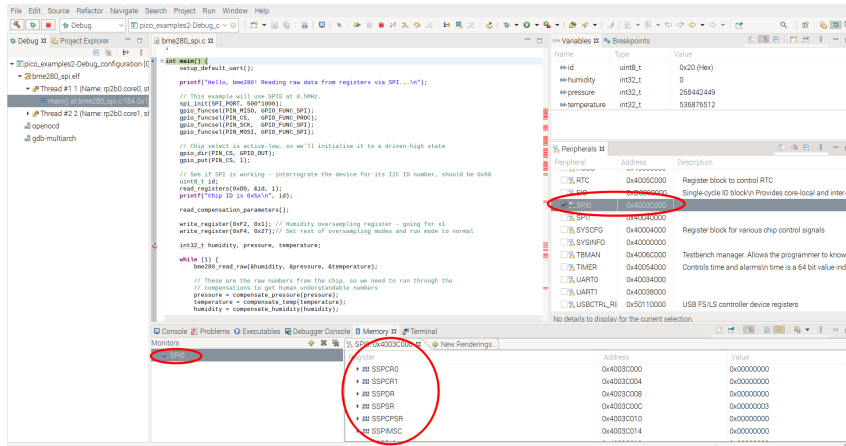 File Edit Source Refactor Navigate Search Project Run Window Help
Debug
pico_examples2-Debug_c
Debug Project Explorer
pico_examples2-Debug_configuration [C
bme280_spi.elf
Thread #1 1 (Name: rp2b0.core0, st
main() at bme280_spi.c:184 0x1
Thread #2 2 (Name: rp2b0.core1, st
openocd
gdb-multiarch
bme280_spi.c
int main() {
setup_default_uart();
printf("Hello, bme280! Reading raw data from registers via SPI...\n");
// This example will use SPI0 at 0.5MHz.
spi_init(SPI_PORT, 500*1000);
gpio_funcsel(PIN_MISO, GPIO_FUNC_SPI);
gpio_funcsel(PIN_CS, GPIO_FUNC_PROC);
gpio_funcsel(PIN_SCK, GPIO_FUNC_SPI);
gpio_funcsel(PIN_MOSI, GPIO_FUNC_SPI);
// Chip select is active-low, so we'll initialise it to a driven-high state
gpio_dir(PIN_CS, GPIO_OUT);
gpio_put(PIN_CS, 1);
// See if SPI is working - interrograte the device for its I2C ID number, should be 0x60
uint8_t id;
read_registers(0xD0, &id, 1);
printf("Chip ID is 0x%x\n", id);
read_compensation_parameters();
write_register(0xF2, 0x1); // Humidity oversampling register - going for x1
write_register(0xF4, 0x27);// Set rest of oversampling modes and run mode to normal
int32_t humidity, pressure, temperature;
while (1) {
bme280_read_raw(&humidity, &pressure, &temperature);
// These are the raw numbers from the chip, so we need to run through the
// compensations to get human understandable numbers
pressure = compensate_pressure(pressure);
temperature = compensate_temp(temperature);
humidity = compensate_humidity(humidity);
Variables Breakpoints
Name Type Value
id uint8_t 0x20 (Hex)
humidity int32_t 0
pressure int32_t 268442449
temperature int32_t 536876512
Peripherals
Peripheral Address Description
RTC 0x4005C000 Register block to control RTC
SIO 0xD0000000 Single-cycle IO block\n Provides core-local and inter-
SPI0 0x4003C000
SPI1 0x40040000
SYSCFG 0x40004000 Register block for various chip control signals
SYSINFO 0x40000000
TBMAN 0x4006C000 Testbench manager. Allows the programmer to know
TIMER 0x40054000 Controls time and alarms\n time is a 64 bit value ind
UART0 0x40034000
UART1 0x40038000
USBCTRL_RE 0x50110000 USB FS/LS controller device registers
No details to display for the current selection.
Console Problems Executables Debugger Console Memory Terminal
Monitors
SPI0
SPI0: 0x4003C000 New Renderings...
Register Address Value
SSPCR0 0x4003C000 0x00000000
SSPCR1 0x4003C004 0x00000000
SSPDR 0x4003C008 0x00000000
SSPSR 0x4003C00C 0x00000003
SSPCPSR 0x4003C010 0x00000000
SSPIMSC 0x4003C014 0x00000000